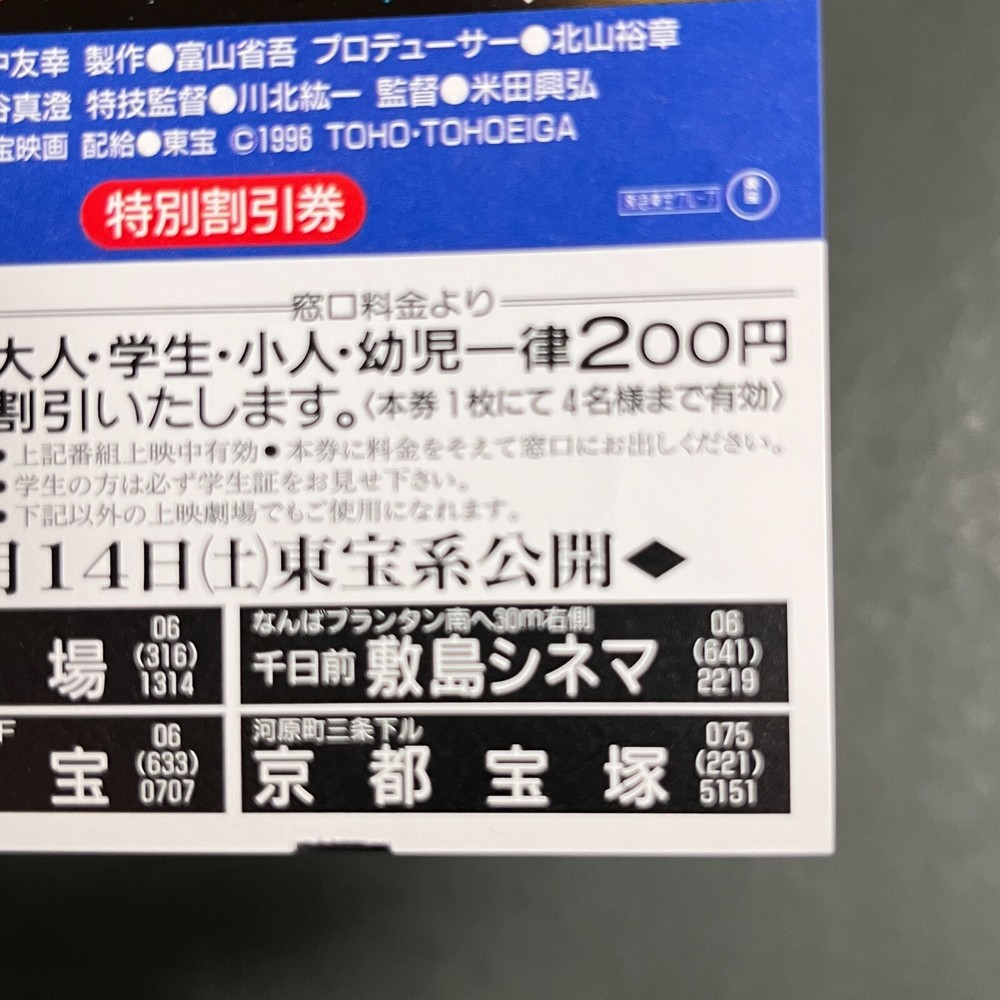 中友幸 製作●富山省吾 プロデューサー●北山裕章
谷真澄 特技監督●川北紘一 監督●米田興弘
宝映画 配給●東宝 ©1996 TOHO・TOHOEIGA
特別割引券
窓口料金より
大人・学生・小人・幼児一律200円
割引いたします。〈本券1枚にて4名様まで有効〉
●上記番組上映中有効●本券に料金をそえて窓口にお出しください。
●学生の方は必ず学生証をお見せ下さい。
●下記以外の上映劇場でもご使用になれます。
月14日(土)東宝系公開◆
場 06 (316) 1314
なんばプランタン南へ30m右側
千日前 敷島シネマ 06 (641) 2219
F
宝 06 (633) 0707
河原町三条下ル
京都宝塚 075 (221) 5151